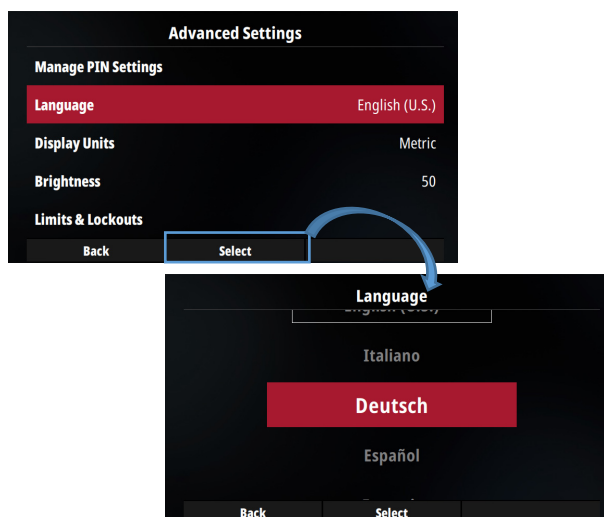 Advanced Settings
Manage PIN Settings
Language English (U.S.)
Display Units Metric
Brightness 50
Limits & Lockouts
Back Select
Language
English (U.S.)
Italiano
Deutsch
Español
Back Select